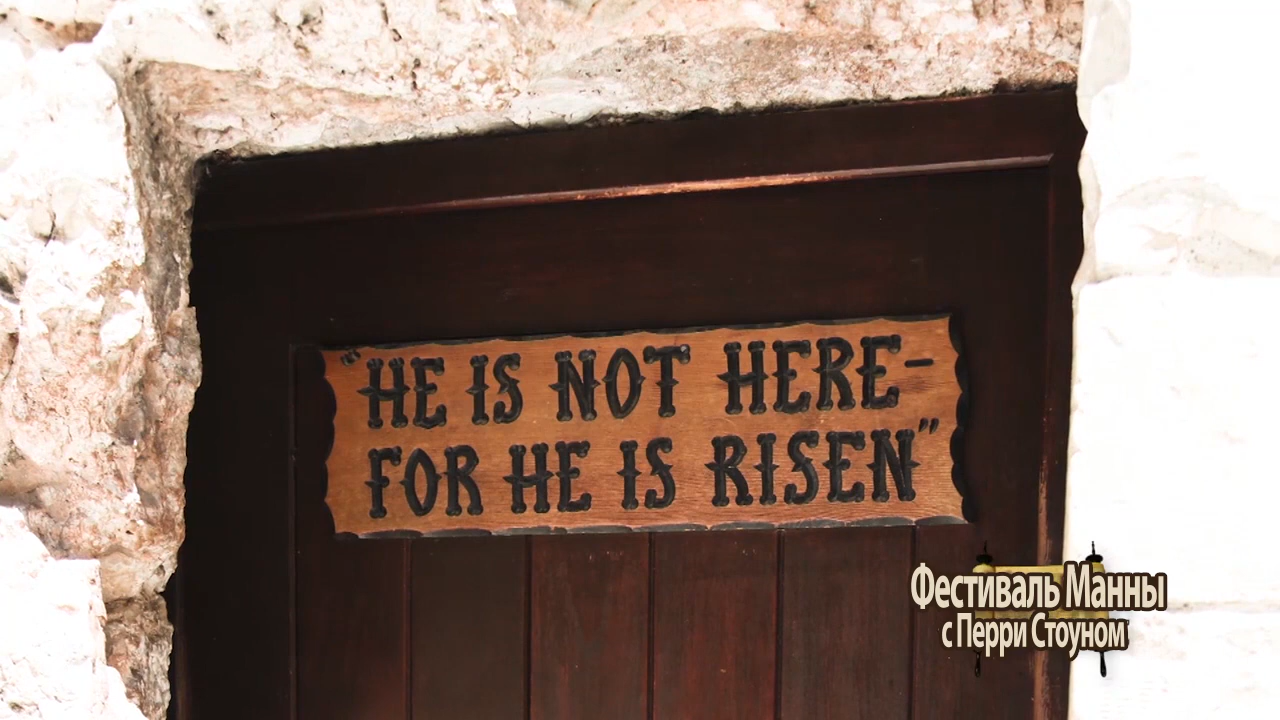 "HE IS NOT HERE-
FOR HE IS RISEN"
Фестиваль Манны
с Перри Стоуном